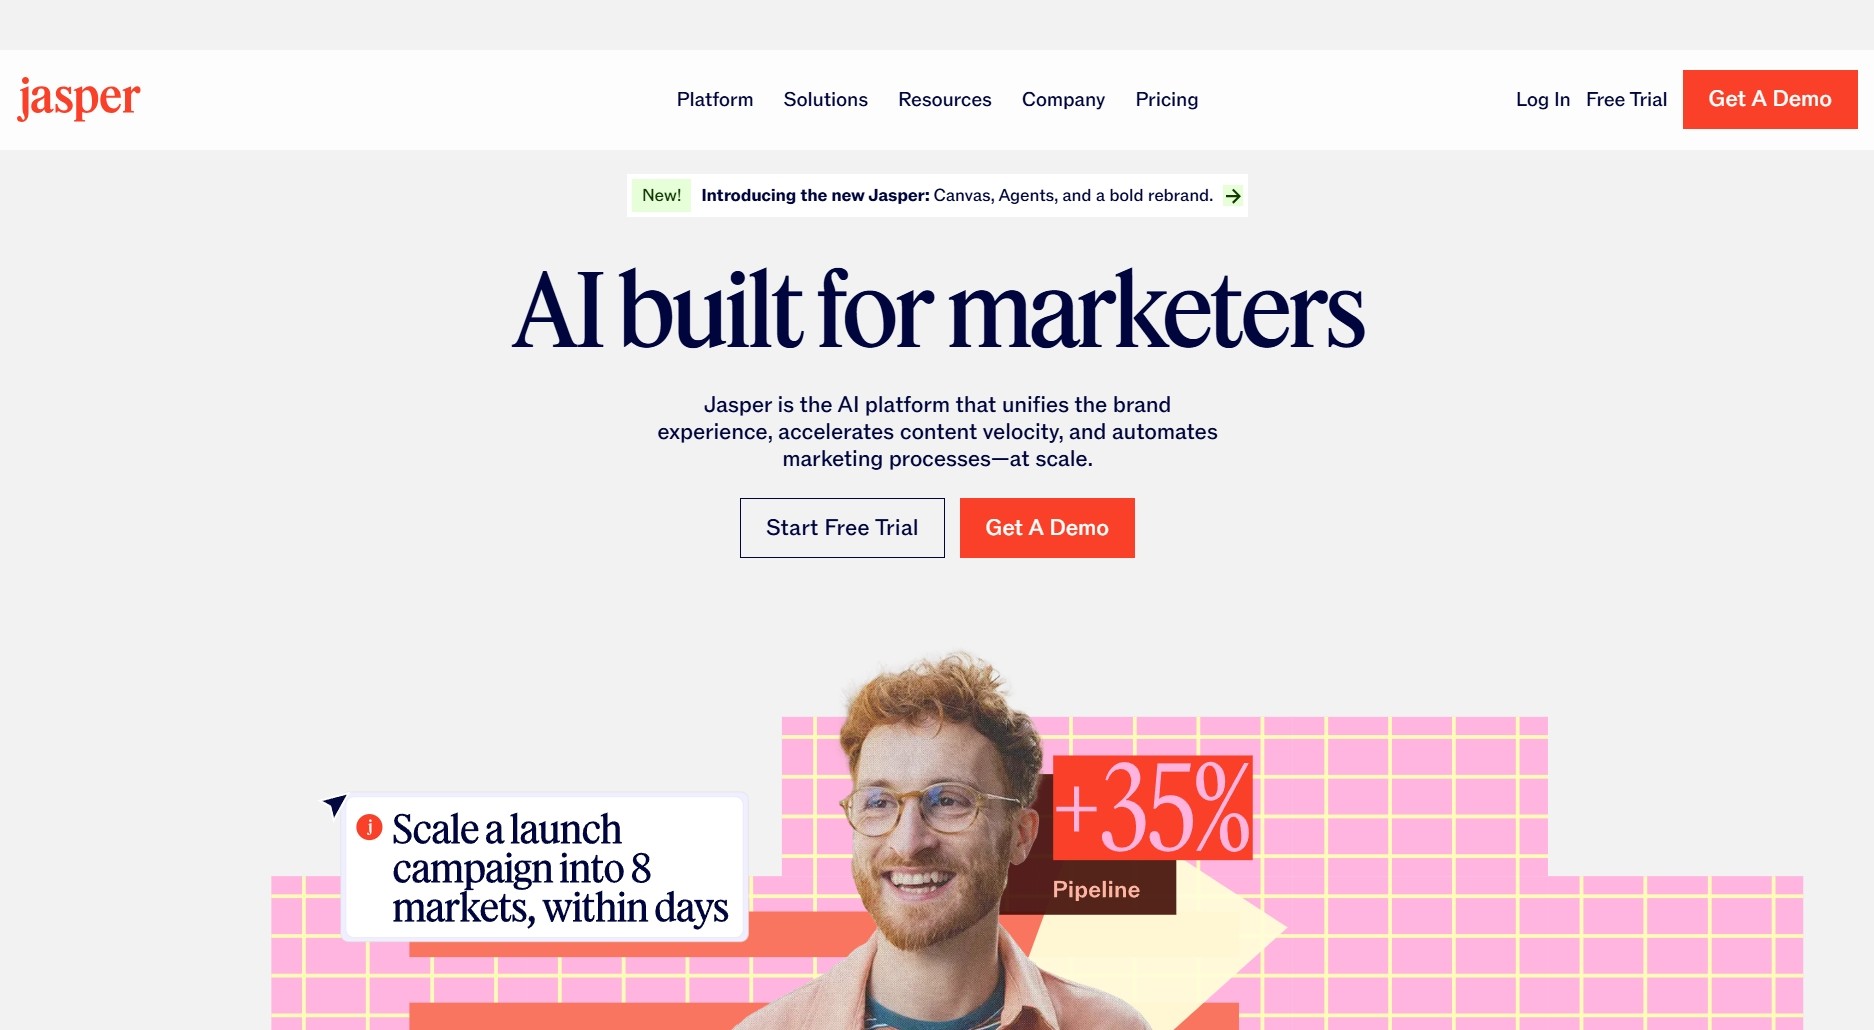 jasper
Platform
Solutions
Resources
Company
Pricing
Log In
Free Trial
Get A Demo
New! Introducing the new Jasper: Canvas, Agents, and a bold rebrand.
AI built for marketers
Jasper is the AI platform that unifies the brand
experience, accelerates content velocity, and automates
marketing processes—at scale.
Start Free Trial
Get A Demo
j
Scale a launch
campaign into 8
markets, within days
+35%
Pipeline